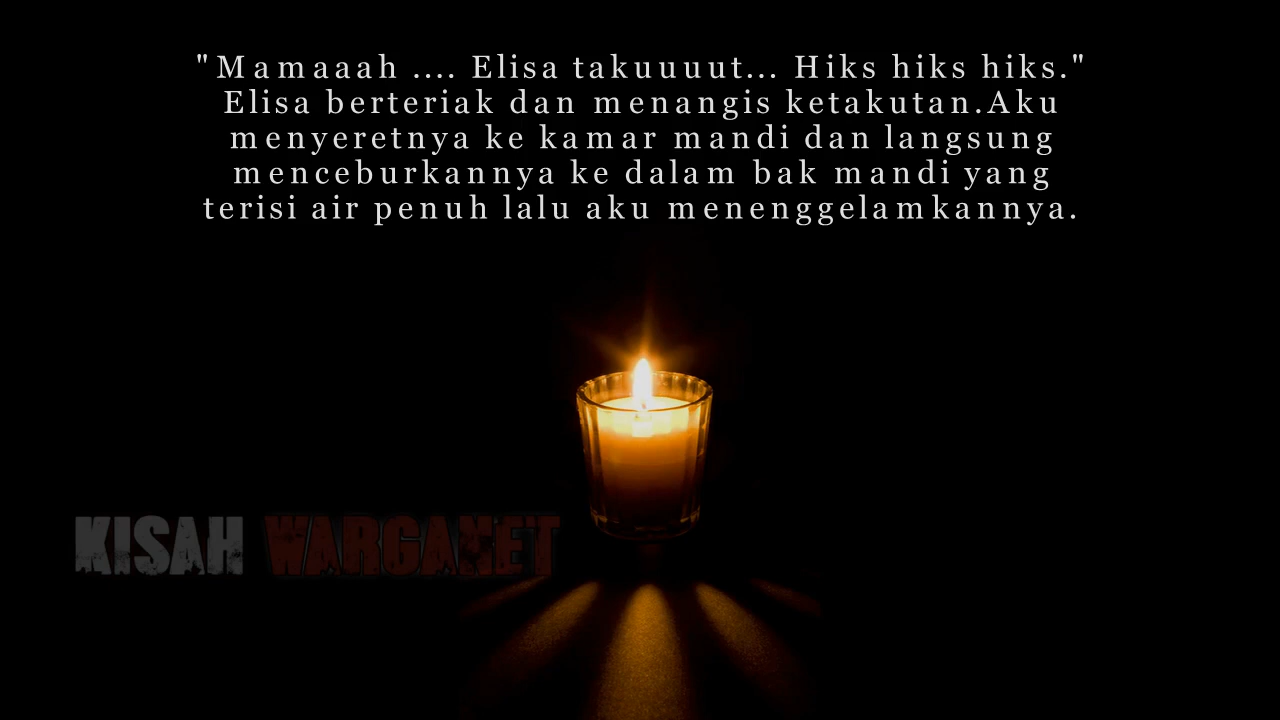 "Mamaaah .... Elisa takuuuut... Hiks hiks hiks."
Elisa berteriak dan menangis ketakutan.Aku
menyeretnya ke kamar mandi dan langsung
menceburkannya ke dalam bak mandi yang
terisi air penuh lalu aku menenggelamkannya.
KISAH WARGANET